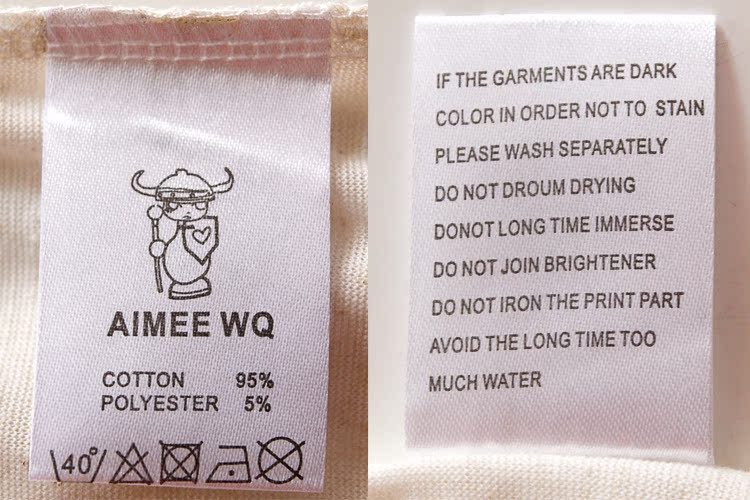 AIMEE WQ
COTTON 95%
POLYESTER 5%
40°
IF THE GARMENTS ARE DARK
COLOR IN ORDER NOT TO STAIN
PLEASE WASH SEPARATELY
DO NOT DROUM DRYING
DONOT LONG TIME IMMERSE
DO NOT JOIN BRIGHTENER
DO NOT IRON THE PRINT PART
AVOID THE LONG TIME TOO
MUCH WATER